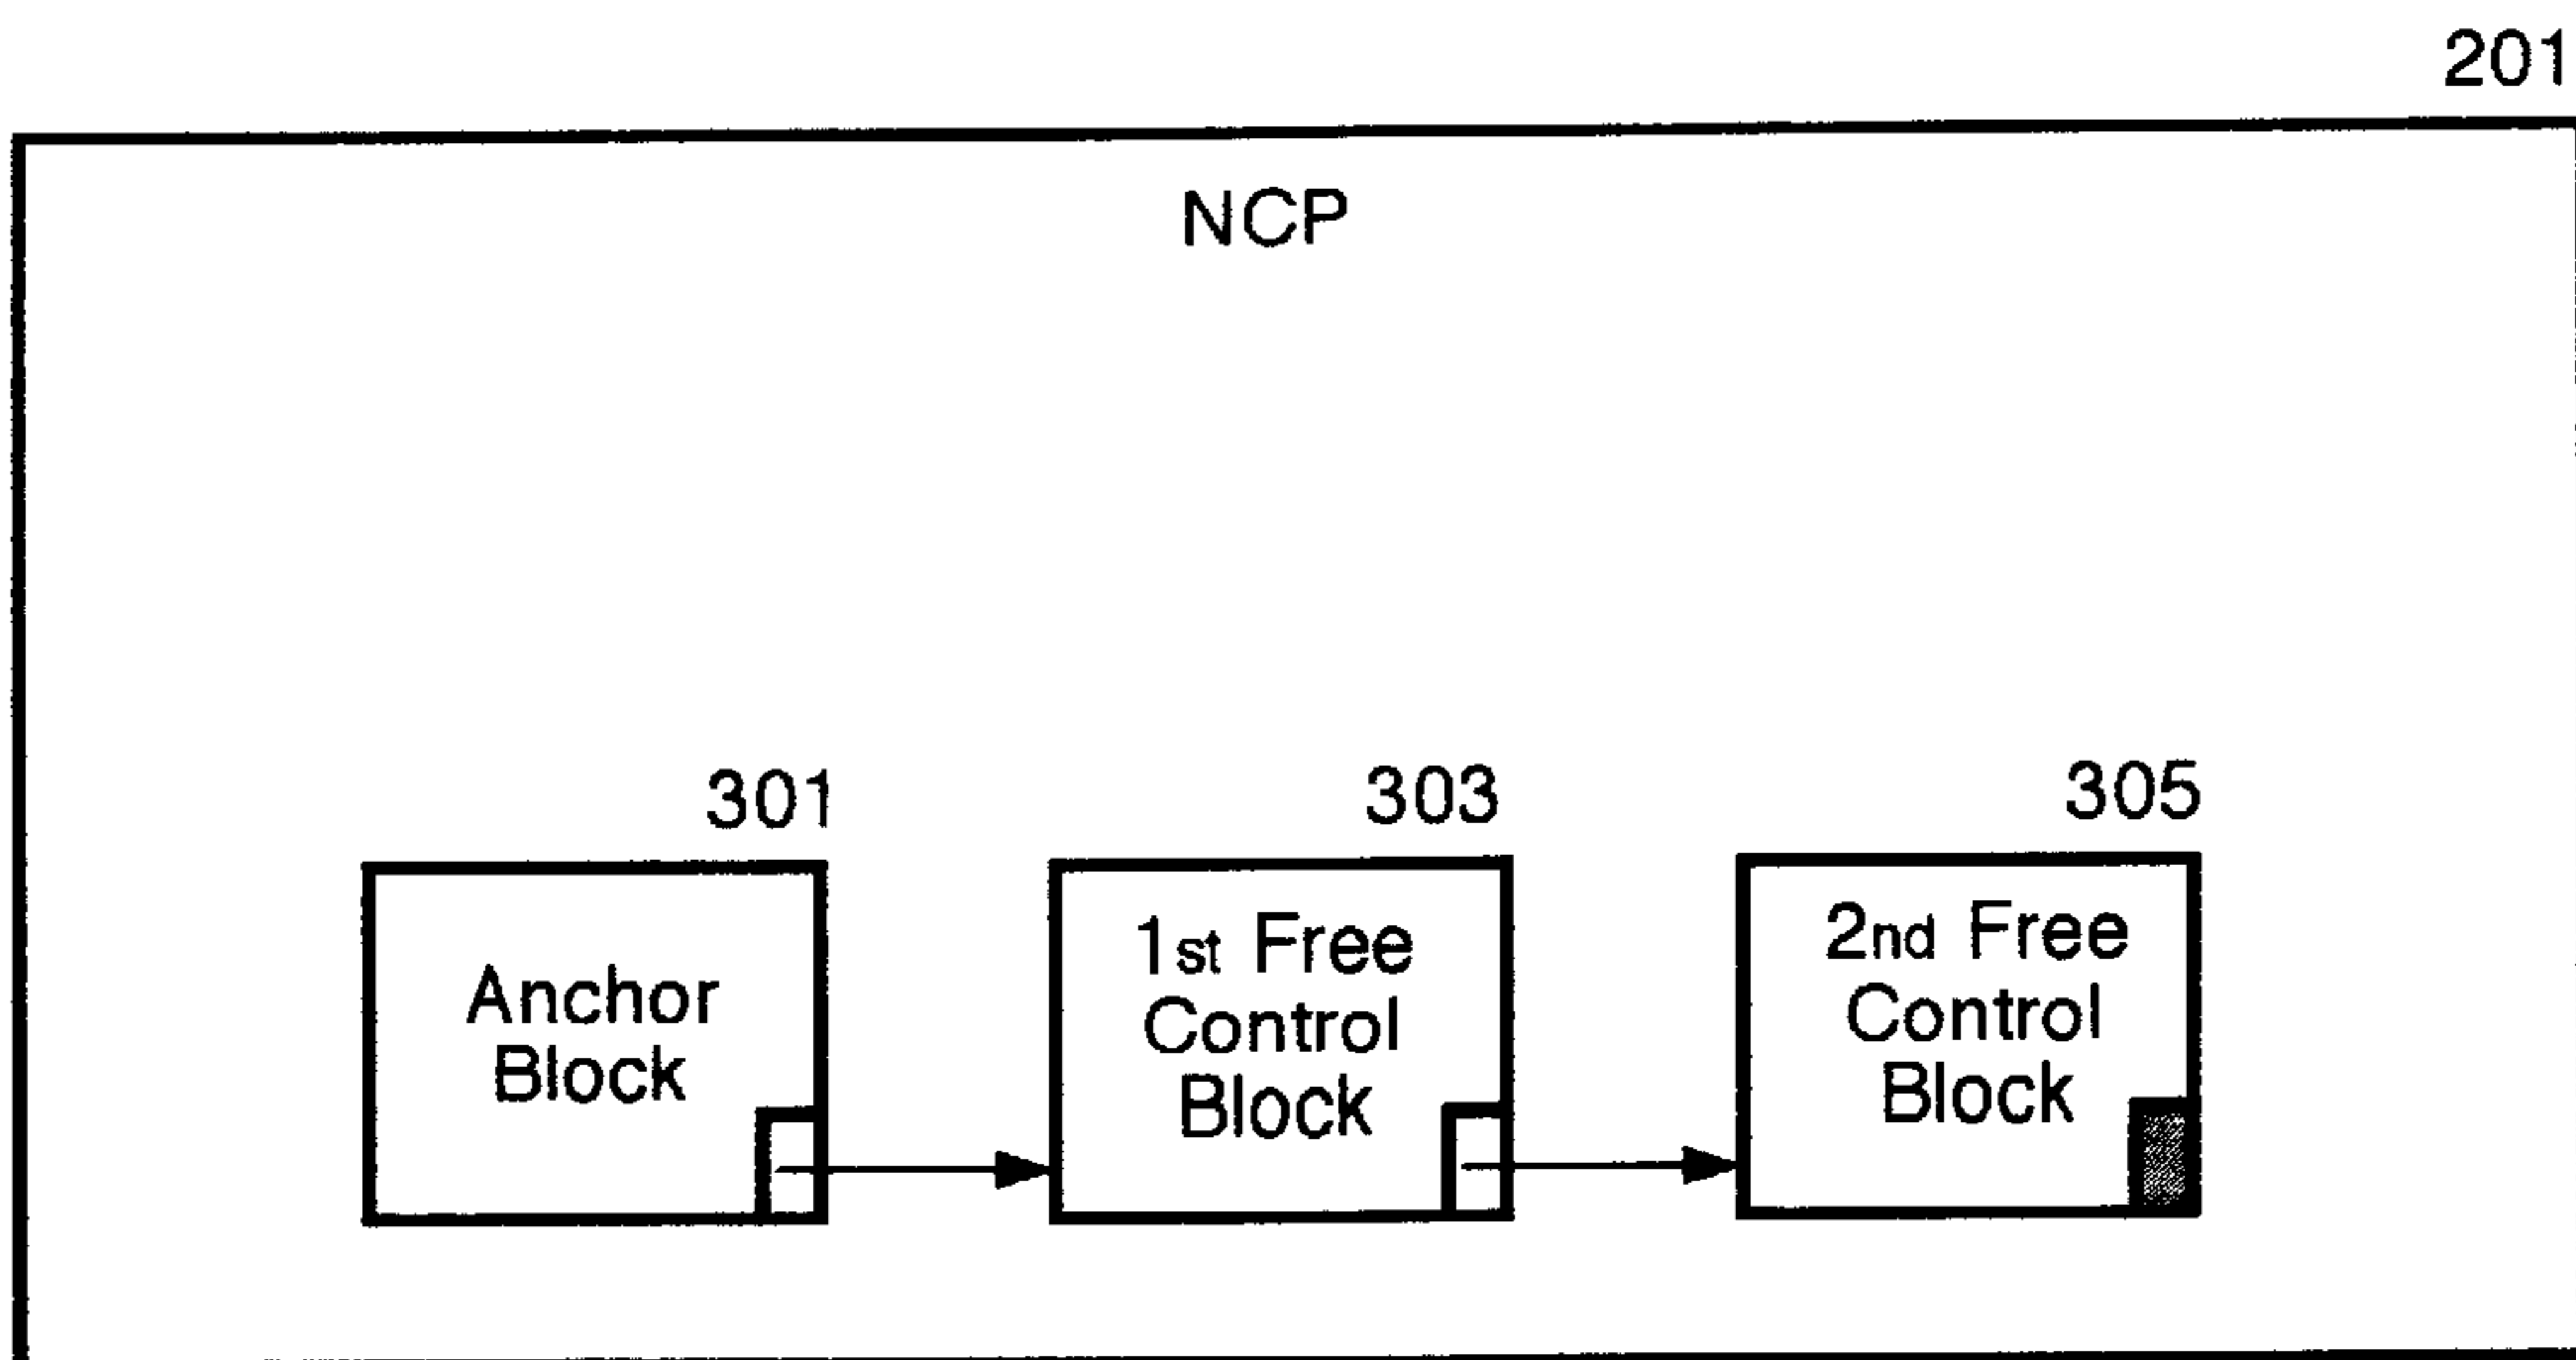 201
NCP
301
303
305
Anchor
Block
1st Free
Control
Block
2nd Free
Control
Block